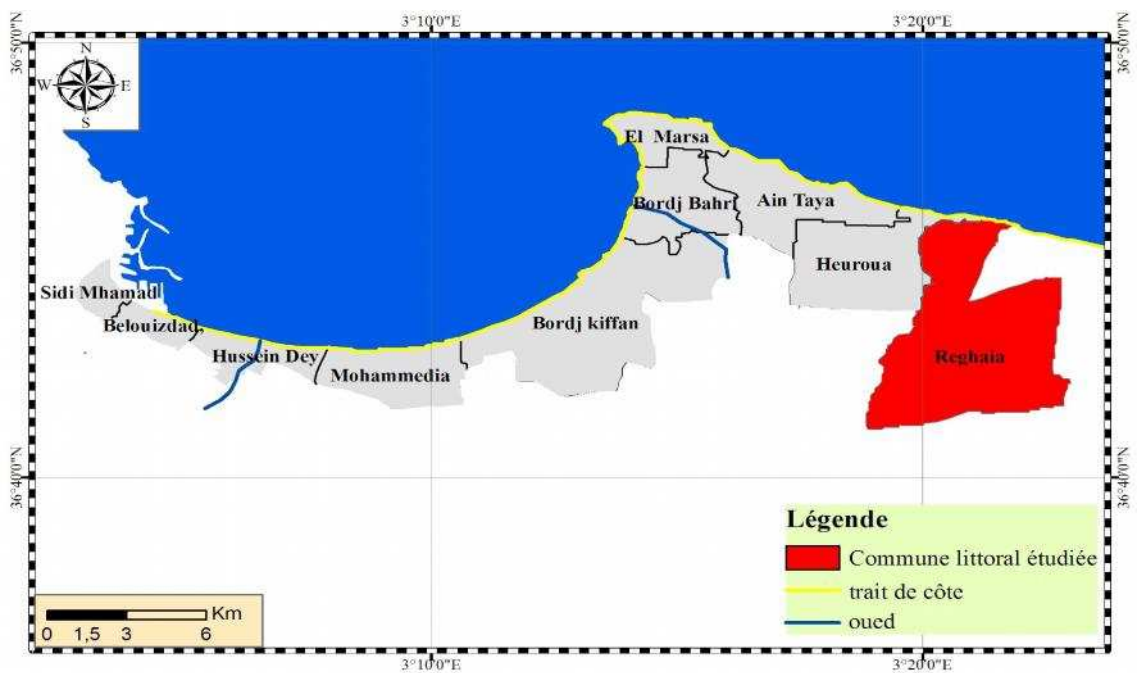 3°10'0"E
3°20'0"E
36°50'0"N
36°50'0"N
N
W
E
S
El Marsa
Bordj Bahri
Ain Taya
Heuroua
Sidi Mhamad
Belouizdad,
Bordj kiffan
Hussein Dey
Mohammedia
Reghaia
36°40'0"N
36°40'0"N
Légende
Commune littoral étudiée
trait de côte
oued
Km
0 1,5 3 6
3°10'0"E
3°20'0"E